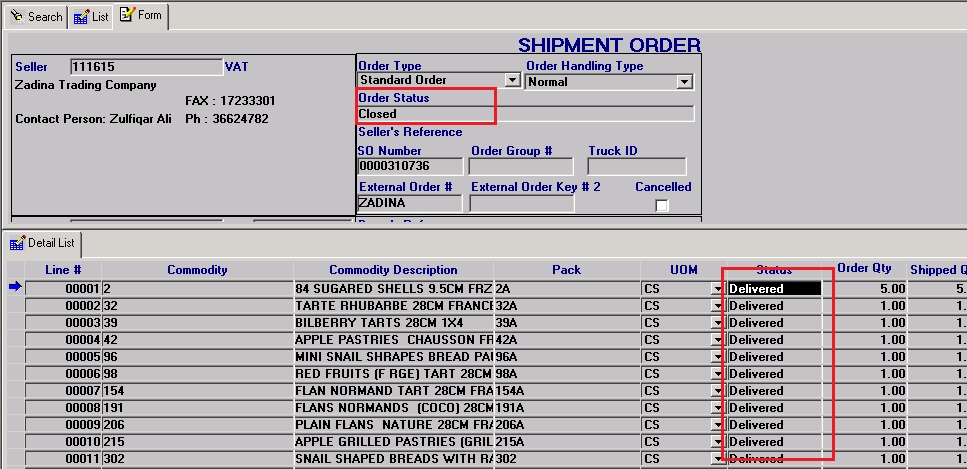 Search List Form
SHIPMENT ORDER
Seller 111615 VAT
Zadina Trading Company
FAX : 17233301
Contact Person: Zulfiqar Ali Ph : 36624782
Order Type Order Handling Type
Standard Order Normal
Order Status
Closed
Seller's Reference
SO Number Order Group # Truck ID
0000310736
External Order # External Order Key # 2 Cancelled
ZADINA
Detail List
Line # Commodity Commodity Description Pack UOM Status Order Qty Shipped Q
00001 2 84 SUGARED SHELLS 9.5CM FRZ 2A CS Delivered 5.00 5.
00002 32 TARTE RHUBARBE 28CM FRANCE 32A CS Delivered 1.00 1.
00003 39 BILBERRY TARTS 28CM 1X4 39A CS Delivered 1.00 1.
00004 42 APPLE PASTRIES CHAUSSON FR 42A CS Delivered 1.00 1.
00005 96 MINI SNAIL SHRAPES BREAD PA 96A CS Delivered 1.00 1.
00006 98 RED FRUITS (F RGE) TART 28CM 98A CS Delivered 1.00 1.
00007 154 FLAN NORMAND TART 28CM FRA 154A CS Delivered 1.00 1.
00008 191 FLANS NORMANDS (COCO) 28CM 191A CS Delivered 1.00 1.
00009 206 PLAIN FLANS NATURE 28CM FRA 206A CS Delivered 1.00 1.
00010 215 APPLE GRILLED PASTRIES (GRIL 215A CS Delivered 1.00 1.
00011 302 SNAIL SHAPED BREADS WITH RA 302 CS Delivered 1.00 1.